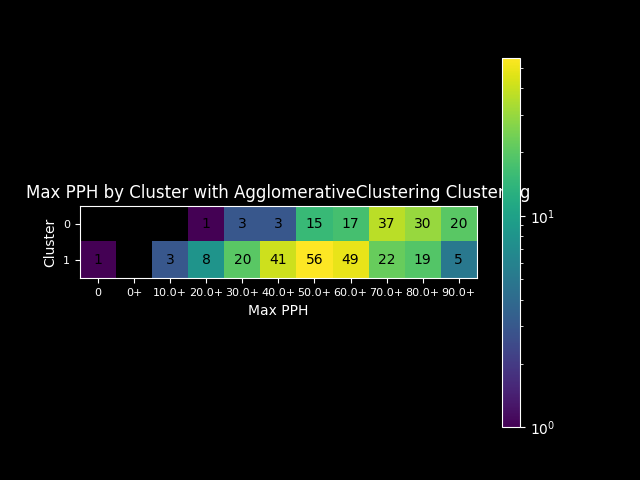 Max PPH by Cluster with AgglomerativeClustering Clustering
Cluster
0
1 3 3 15 17 37 30 20
1
1 3 8 20 41 56 49 22 19 5
0 0+ 10.0+ 20.0+ 30.0+ 40.0+ 50.0+ 60.0+ 70.0+ 80.0+ 90.0+
Max PPH
10¹
10⁰